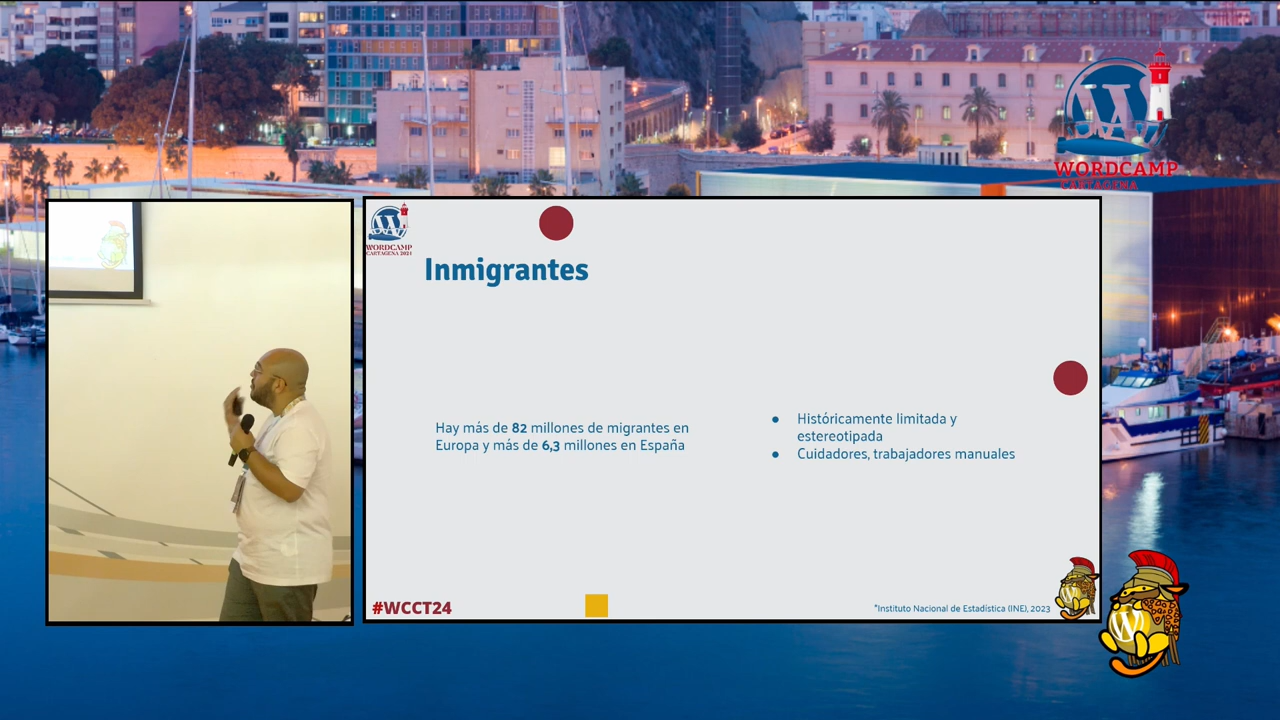 WORDCAMP
CARTAGENA
WORDCAMP
CARTAGENA 2024
Inmigrantes
Hay más de 82 millones de migrantes en
Europa y más de 6,3 millones en España
● Históricamente limitada y
estereotipada
● Cuidadores, trabajadores manuales
#WCCT24
*Instituto Nacional de Estadística (INE), 2023